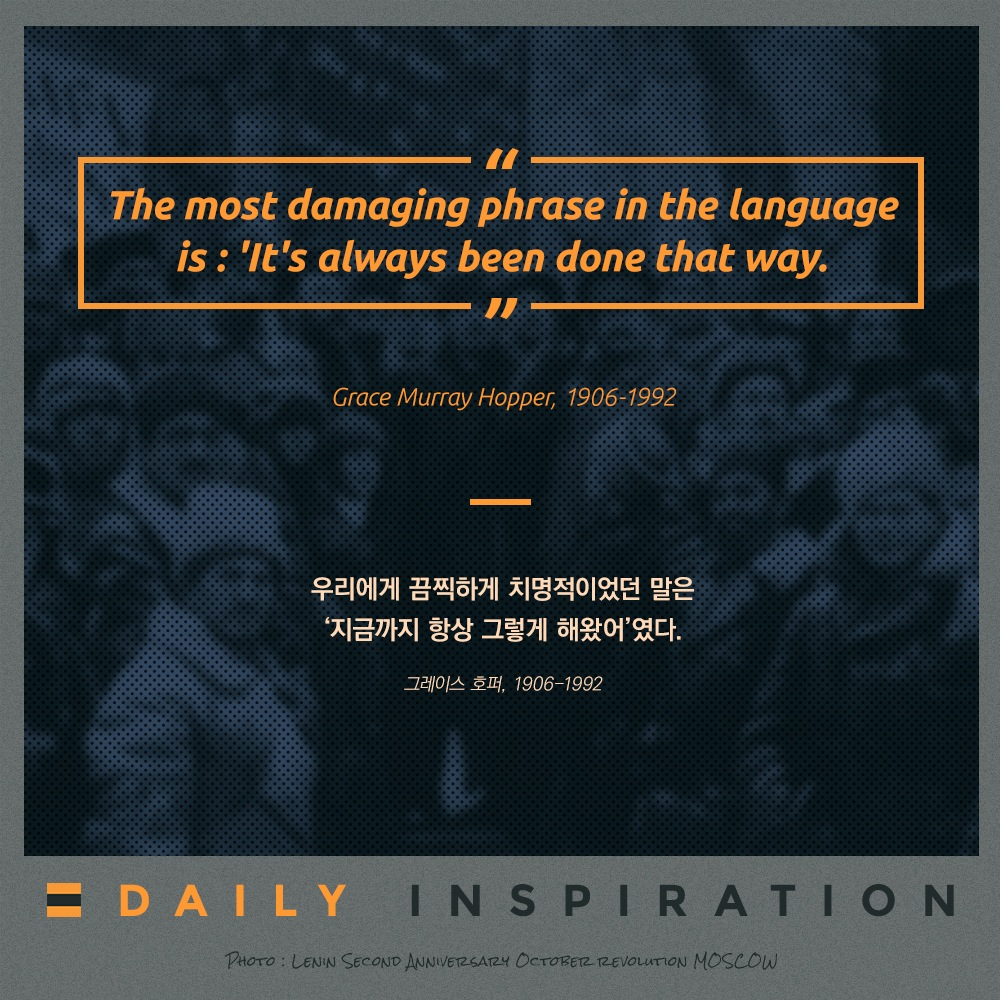 “
The most damaging phrase in the language
is : 'It's always been done that way.
”
Grace Murray Hopper, 1906-1992
우리에게 끔찍하게 치명적이었던 말은
‘지금까지 항상 그렇게 해왔어’였다.
그레이스 호퍼, 1906-1992
DAILY INSPIRATION
Photo : Lenin Second Anniversary October revolution MOSCOW